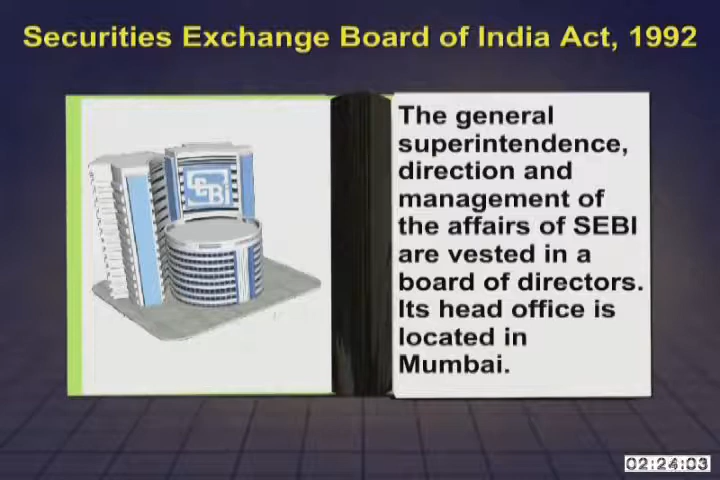 Securities Exchange Board of India Act, 1992
The general
superintendence,
direction and
management of
the affairs of SEBI
are vested in a
board of directors.
Its head office is
located in
Mumbai.
SEBI
02:24:03